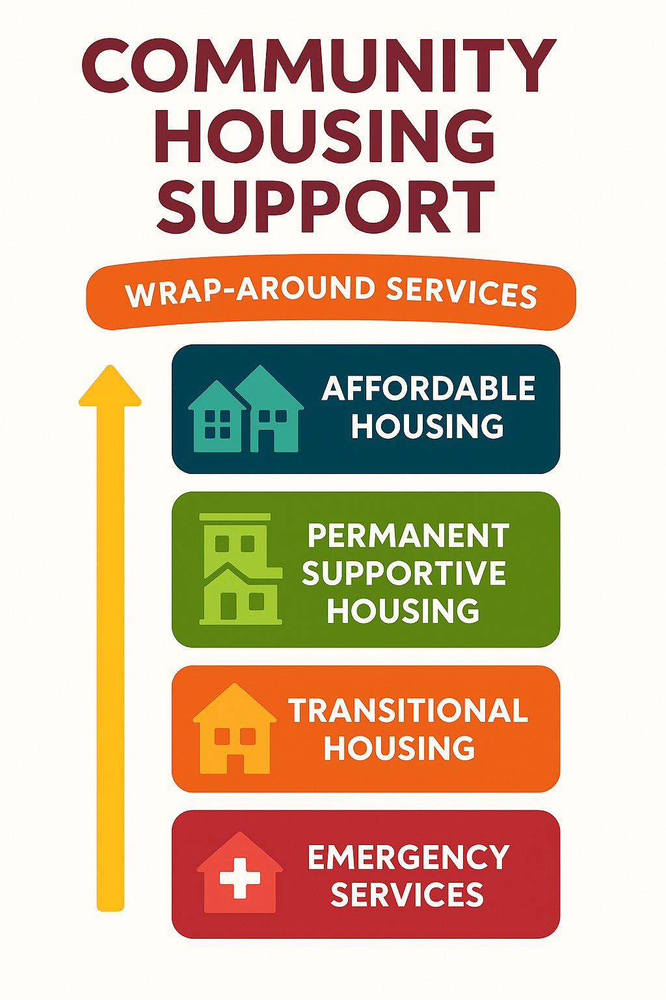 COMMUNITY
HOUSING
SUPPORT
WRAP-AROUND SERVICES
AFFORDABLE
HOUSING
PERMANENT
SUPPORTIVE
HOUSING
TRANSITIONAL
HOUSING
EMERGENCY
SERVICES